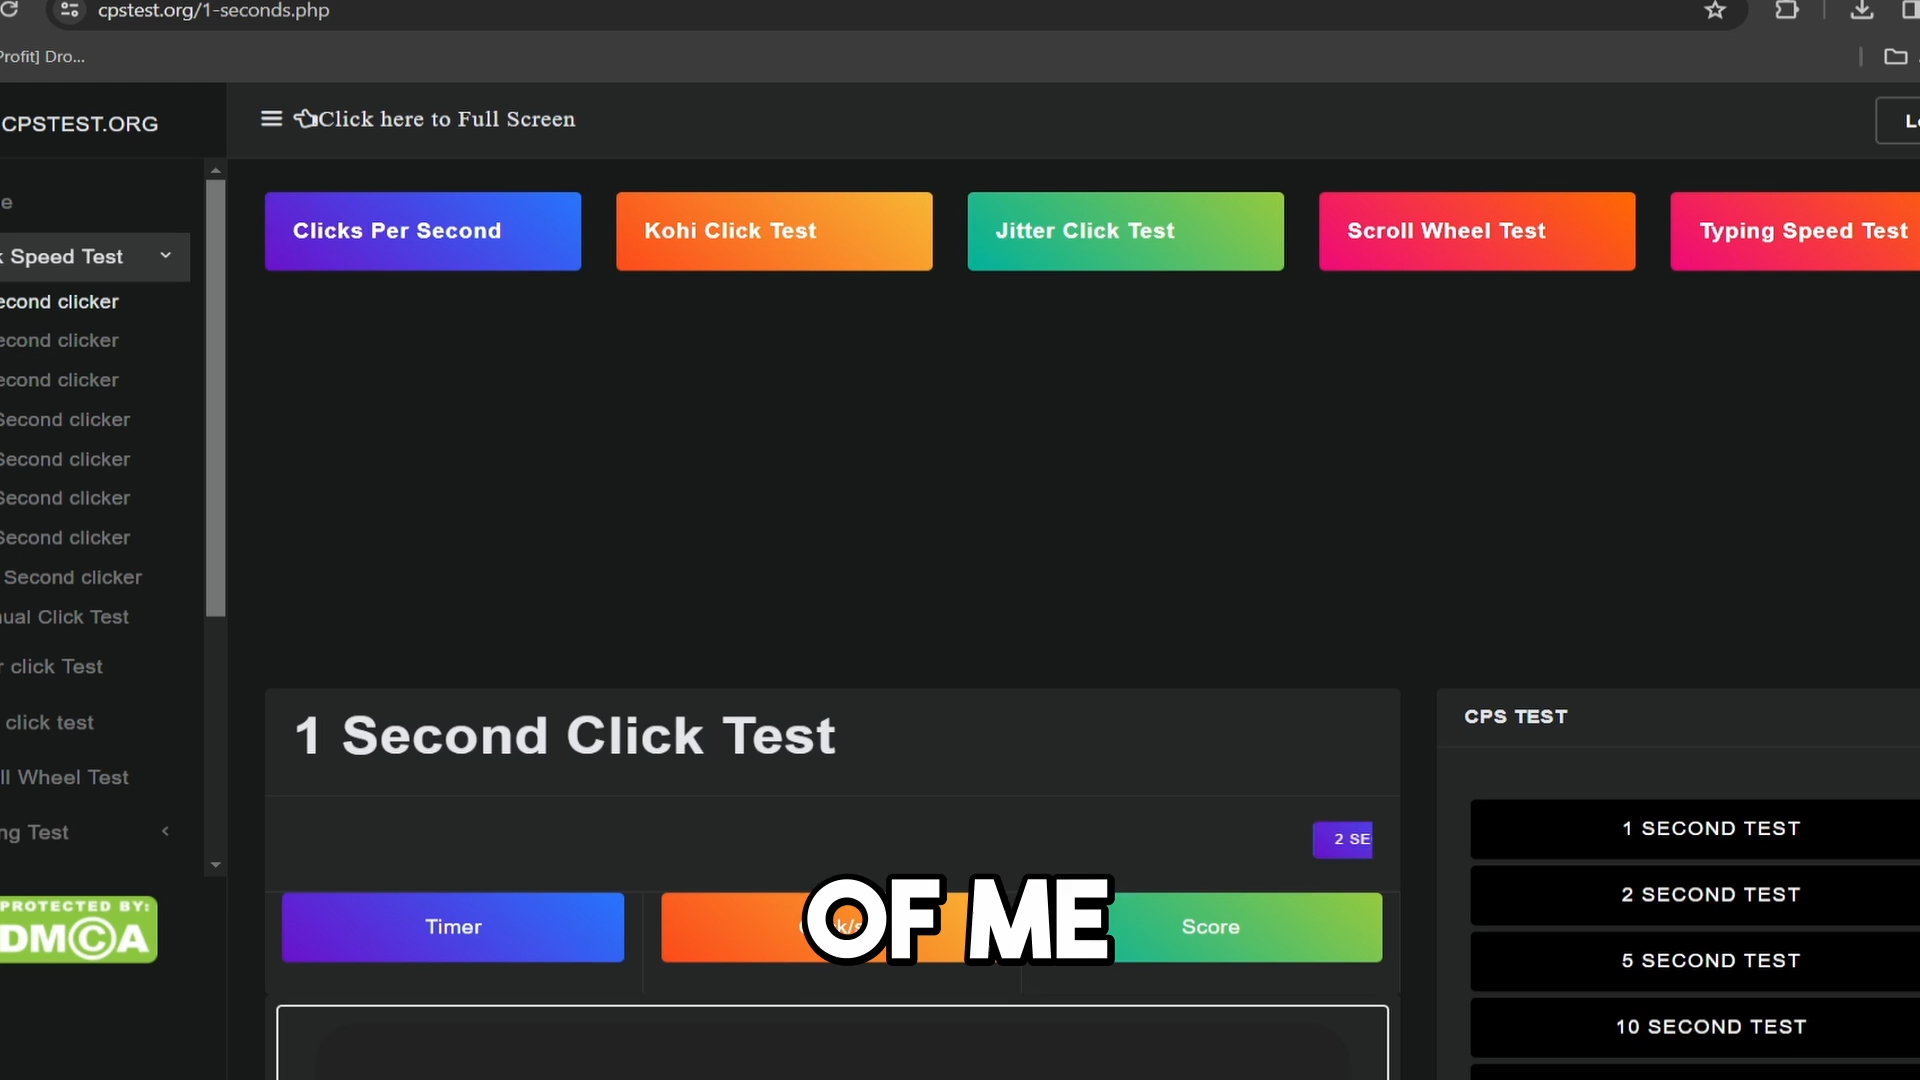 cpstest.org/1-seconds.php
Profit] Dro...
CPSTEST.ORG
Click here to Full Screen
Clicks Per Second
Kohi Click Test
Jitter Click Test
Scroll Wheel Test
Typing Speed Test
Speed Test
econd clicker
econd clicker
econd clicker
Second clicker
Second clicker
Second clicker
Second clicker
Second clicker
ual Click Test
r click Test
click test
ll Wheel Test
ng Test
PROTECTED BY:
DMCA
1 Second Click Test
2 SE
Timer
Score
OF ME
CPS TEST
1 SECOND TEST
2 SECOND TEST
5 SECOND TEST
10 SECOND TEST